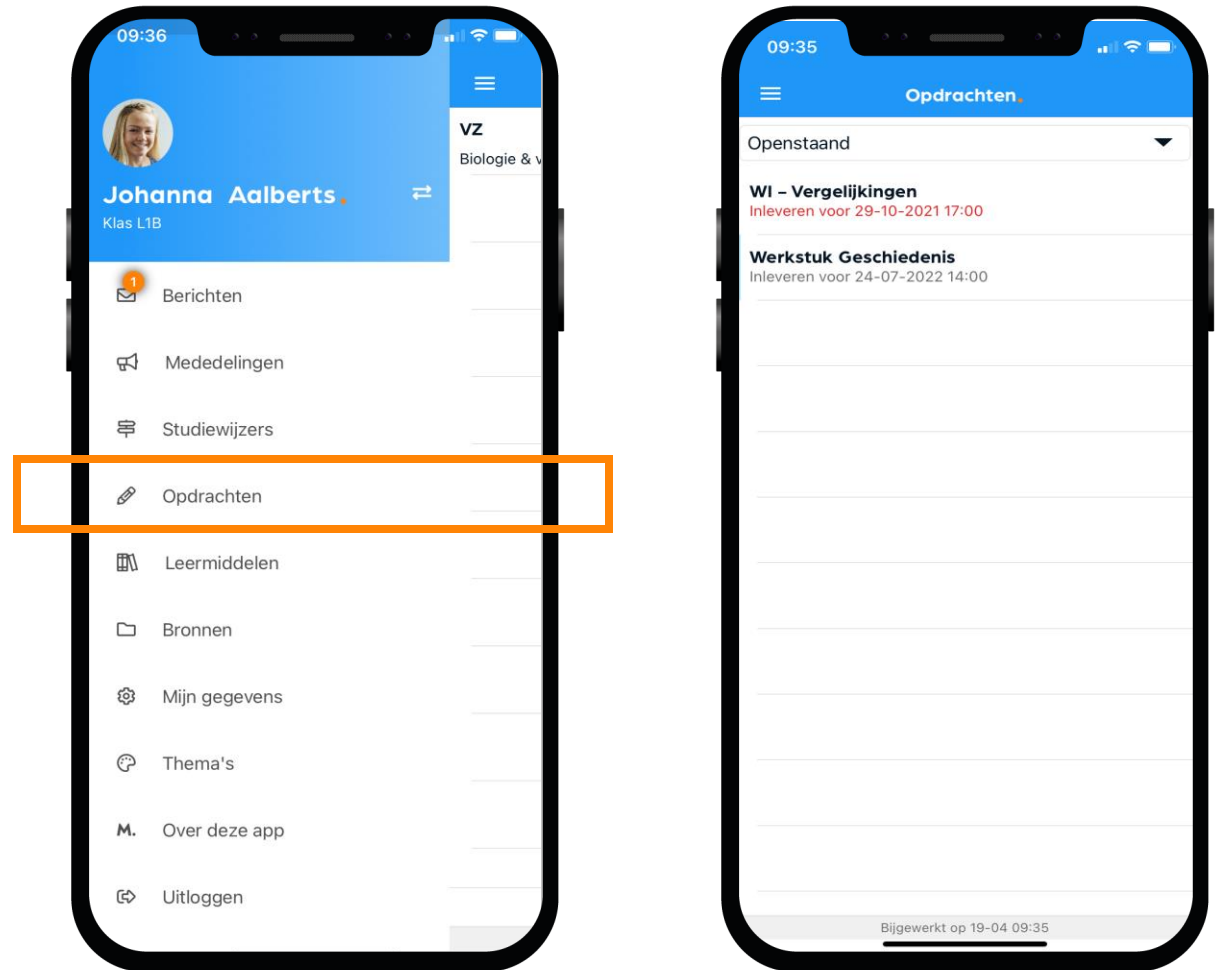 09:36
VZ
Biologie & v
Johanna Aalberts.
Klas L1B
1
Berichten
Mededelingen
Studiewijzers
Opdrachten
Leermiddelen
Bronnen
Mijn gegevens
Thema's
M. Over deze app
Uitloggen
09:35
Opdrachten.
Openstaand
WI – Vergelijkingen
Inleveren voor 29-10-2021 17:00
Werkstuk Geschiedenis
Inleveren voor 24-07-2022 14:00
Bijgewerkt op 19-04 09:35